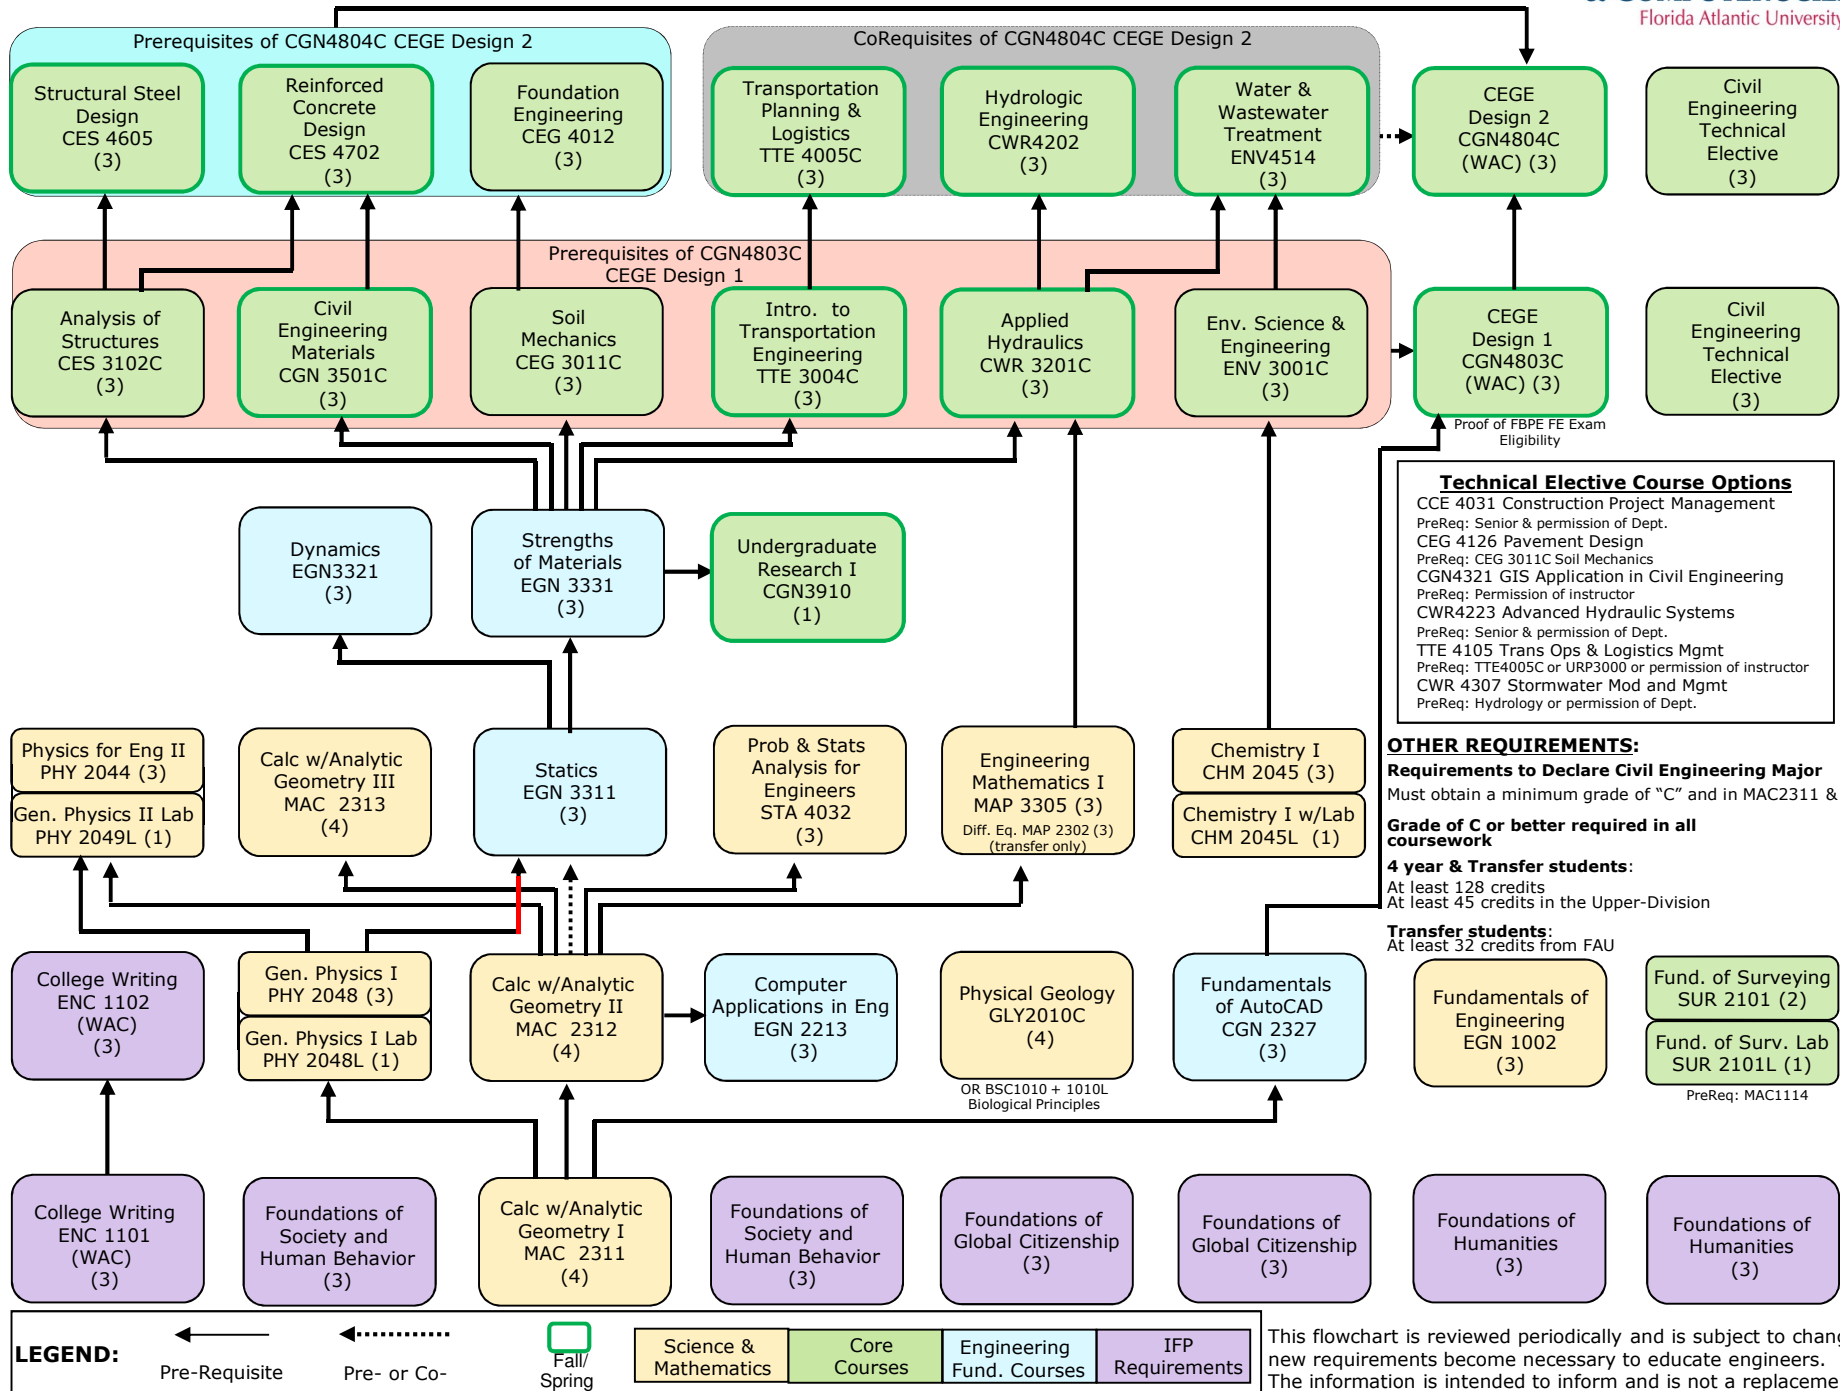 Florida Atlantic University
Prerequisites of CGN4804C CEGE Design 2
CoRequisites of CGN4804C CEGE Design 2
Structural Steel
Design
CES 4605
(3)
Reinforced
Concrete
Design
CES 4702
(3)
Foundation
Engineering
CEG 4012
(3)
Transportation
Planning &
Logistics
TTE 4005C
(3)
Hydrologic
Engineering
CWR4202
(3)
Water &
Wastewater
Treatment
ENV4514
(3)
CEGE
Design 2
CGN4804C
(WAC) (3)
Civil
Engineering
Technical
Elective
(3)
Prerequisites of CGN4803C
CEGE Design 1
Analysis of
Structures
CES 3102C
(3)
Civil
Engineering
Materials
CGN 3501C
(3)
Soil
Mechanics
CEG 3011C
(3)
Intro. to
Transportation
Engineering
TTE 3004C
(3)
Applied
Hydraulics
CWR 3201C
(3)
Env. Science &
Engineering
ENV 3001C
(3)
CEGE
Design 1
CGN4803C
(WAC) (3)
Proof of FBPE FE Exam
Eligibility
Civil
Engineering
Technical
Elective
(3)
Dynamics
EGN3321
(3)
Strengths
of Materials
EGN 3331
(3)
Undergraduate
Research I
CGN3910
(1)
Technical Elective Course Options
CCE 4031 Construction Project Management
PreReq: Senior & permission of Dept.
CEG 4126 Pavement Design
PreReq: CEG 3011C Soil Mechanics
CGN4321 GIS Application in Civil Engineering
PreReq: Permission of instructor
CWR4223 Advanced Hydraulic Systems
PreReq: Senior & permission of Dept.
TTE 4105 Trans Ops & Logistics Mgmt
PreReq: TTE4005C or URP3000 or permission of instructor
CWR 4307 Stormwater Mod and Mgmt
PreReq: Hydrology or permission of Dept.
Physics for Eng II
PHY 2044 (3)
Gen. Physics II Lab
PHY 2049L (1)
Calc w/Analytic
Geometry III
MAC 2313
(4)
Statics
EGN 3311
(3)
Prob & Stats
Analysis for
Engineers
STA 4032
(3)
Engineering
Mathematics I
MAP 3305 (3)
Diff. Eq. MAP 2302 (3)
(transfer only)
Chemistry I
CHM 2045 (3)
Chemistry I w/Lab
CHM 2045L (1)
OTHER REQUIREMENTS:
Requirements to Declare Civil Engineering Major
Must obtain a minimum grade of “C” and in MAC2311 &
Grade of C or better required in all
coursework
4 year & Transfer students:
At least 128 credits
At least 45 credits in the Upper-Division
Transfer students:
At least 32 credits from FAU
College Writing
ENC 1102
(WAC)
(3)
Gen. Physics I
PHY 2048 (3)
Gen. Physics I Lab
PHY 2048L (1)
Calc w/Analytic
Geometry II
MAC 2312
(4)
Computer
Applications in Eng
EGN 2213
(3)
Physical Geology
GLY2010C
(4)
OR BSC1010 + 1010L
Biological Principles
Fundamentals
of AutoCAD
CGN 2327
(3)
Fundamentals of
Engineering
EGN 1002
(3)
Fund. of Surveying
SUR 2101 (2)
Fund. of Surv. Lab
SUR 2101L (1)
PreReq: MAC1114
College Writing
ENC 1101
(WAC)
(3)
Foundations of
Society and
Human Behavior
(3)
Calc w/Analytic
Geometry I
MAC 2311
(4)
Foundations of
Society and
Human Behavior
(3)
Foundations of
Global Citizenship
(3)
Foundations of
Global Citizenship
(3)
Foundations of
Humanities
(3)
Foundations of
Humanities
(3)
LEGEND:
Pre-Requisite
Pre- or Co-
Fall/
Spring
Science &
Mathematics
Core
Courses
Engineering
Fund. Courses
IFP
Requirements
This flowchart is reviewed periodically and is subject to
new requirements become necessary to educate engineers.
The information is intended to inform and is not a